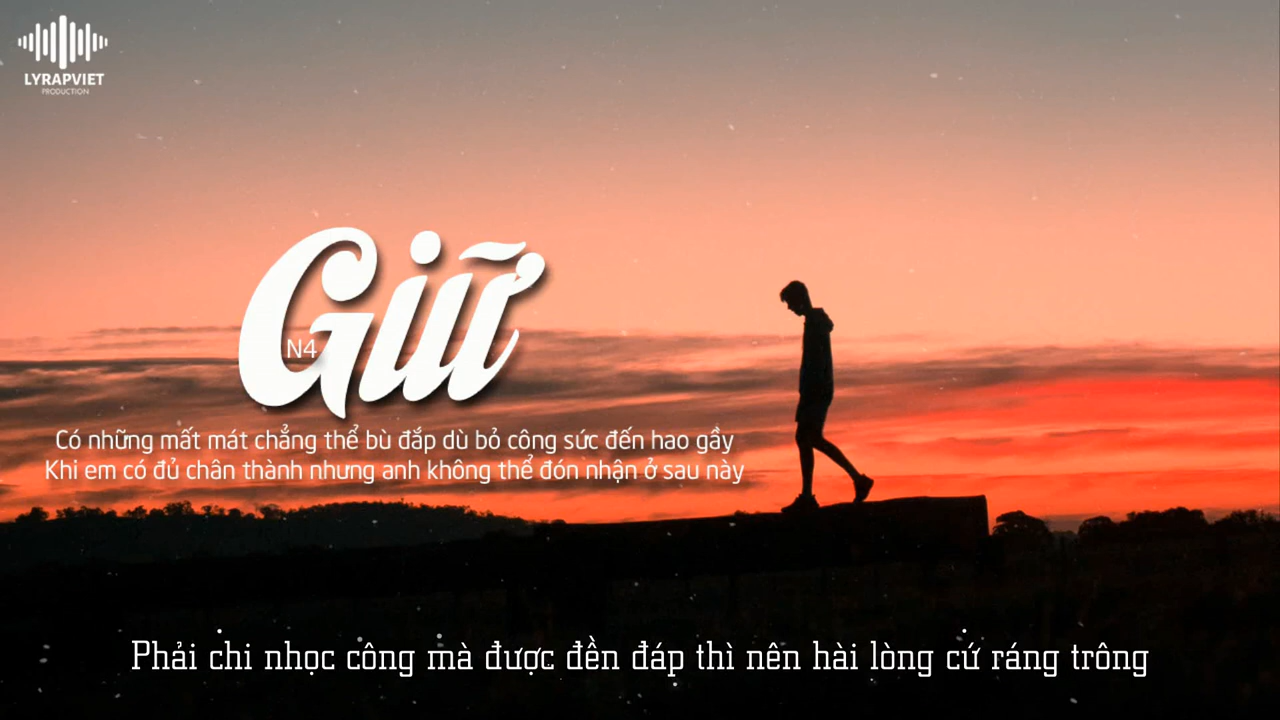 LYRAPVIET
PRODUCTION
Giữ
N4
Có những mất mát chẳng thể bù đắp dù bỏ công sức đến hao gầy
Khi em có đủ chân thành nhưng anh không thể đón nhận ở sau này
Phải chi nhọc công mà được đền đáp thì nên hài lòng cứ ráng trông